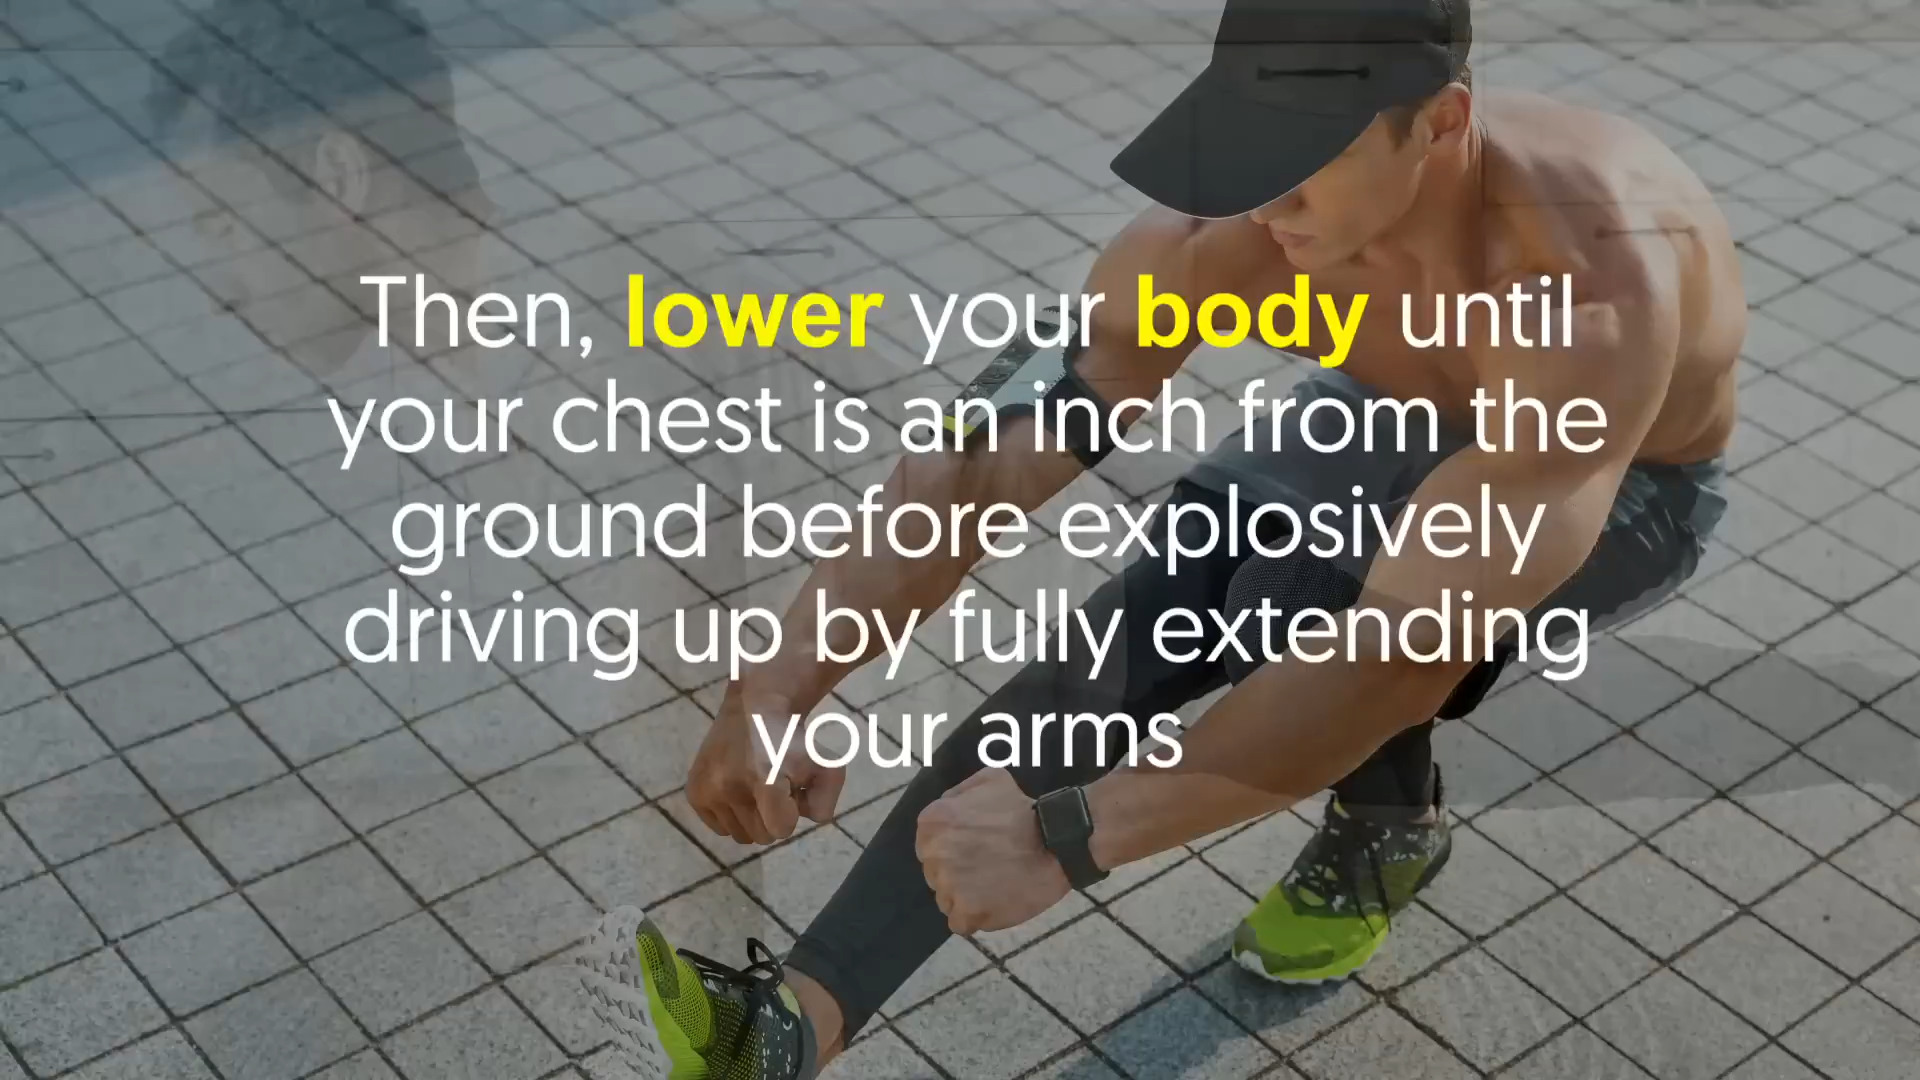 Then, lower your body until
your chest is an inch from the
ground before explosively
driving up by fully extending
your arms